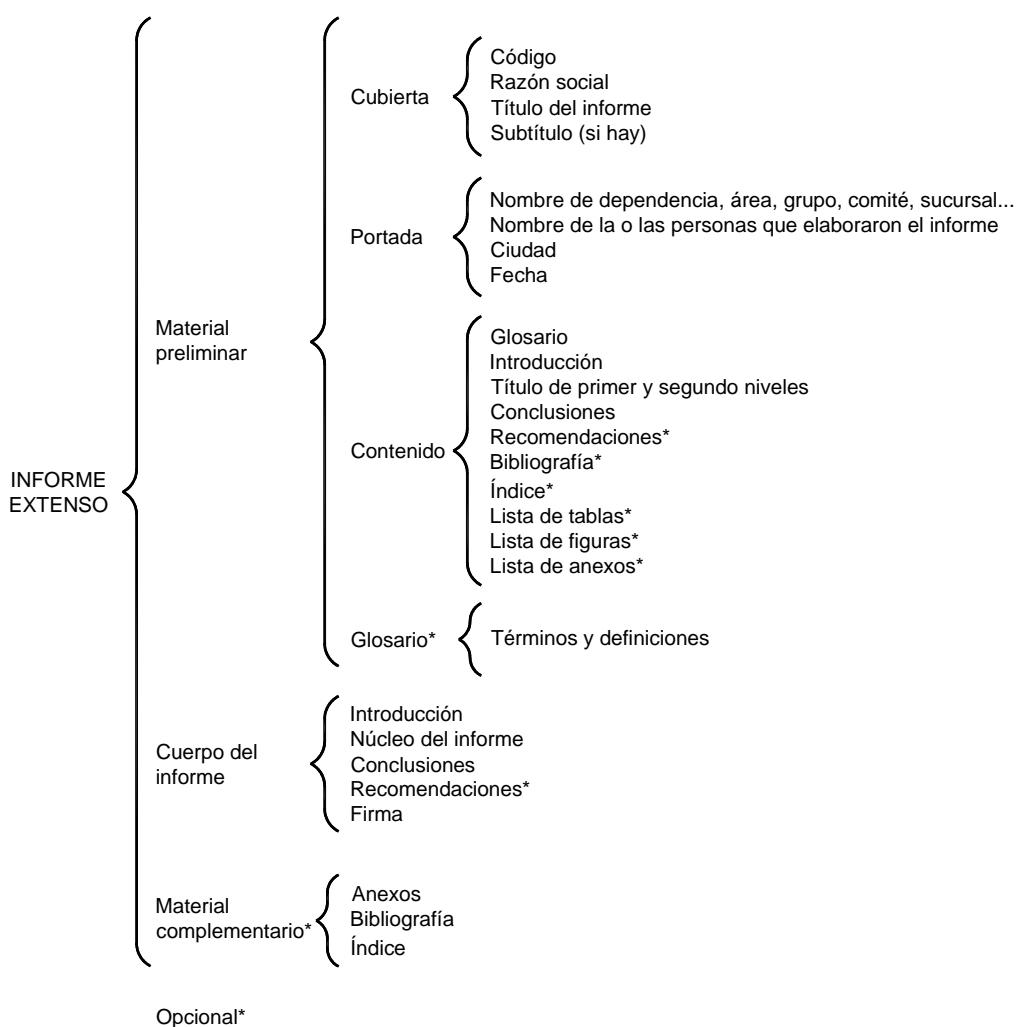 Código
Razón social
Título del informe
Subtítulo (si hay)
Cubierta
Nombre de dependencia, área, grupo, comité, sucursal...
Nombre de la o las personas que elaboraron el informe
Ciudad
Fecha
Portada
Material
preliminar
Glosario
Introducción
Título de primer y segundo niveles
Conclusiones
Recomendaciones*
Bibliografía*
Índice*
Lista de tablas*
Lista de figuras*
Lista de anexos*
Contenido
INFORME
EXTENSO
Glosario*
Términos y definiciones
Cuerpo del
informe
Introducción
Núcleo del informe
Conclusiones
Recomendaciones*
Firma
Material
complementario*
Anexos
Bibliografía
Índice
Opcional*